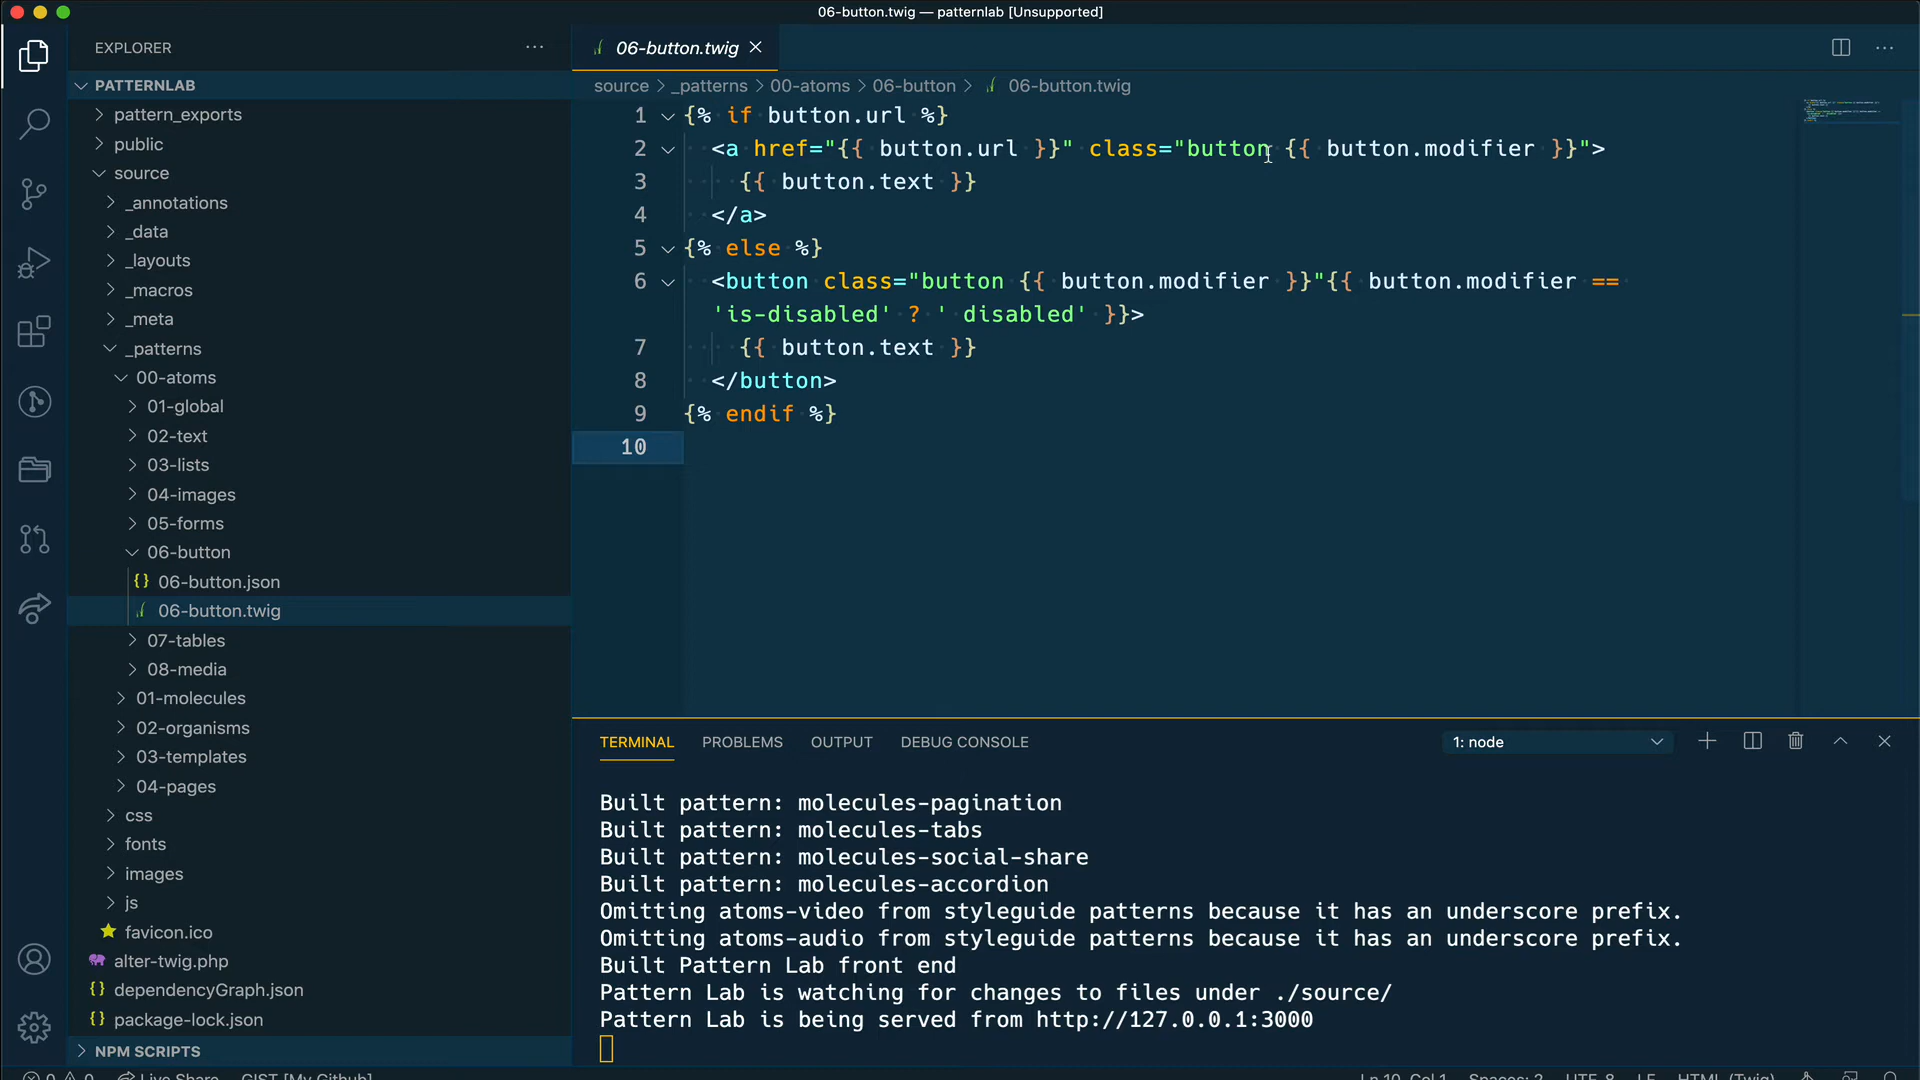 06-button.twig — patternlab [Unsupported]
EXPLORER
PATTERNLAB
pattern_exports
public
source
_annotations
_data
_layouts
_macros
_meta
_patterns
00-atoms
01-global
02-text
03-lists
04-images
05-forms
06-button
06-button.json
06-button.twig
07-tables
08-media
01-molecules
02-organisms
03-templates
04-pages
css
fonts
images
js
favicon.ico
alter-twig.php
dependencyGraph.json
package-lock.json
NPM SCRIPTS
06-button.twig
source > _patterns > 00-atoms > 06-button > 06-button.twig
1 {% if button.url %}
2 <a href="{{ button.url }}" class="button {{ button.modifier }}">
3 {{ button.text }}
4 </a>
5 {% else %}
6 <button class="button {{ button.modifier }}"{{ button.modifier ==
'is-disabled' ? ' disabled' }}>
7 {{ button.text }}
8 </button>
9 {% endif %}
10
TERMINAL PROBLEMS OUTPUT DEBUG CONSOLE 1: node
Built pattern: molecules-pagination
Built pattern: molecules-tabs
Built pattern: molecules-social-share
Built pattern: molecules-accordion
Omitting atoms-video from styleguide patterns because it has an underscore prefix.
Omitting atoms-audio from styleguide patterns because it has an underscore prefix.
Built Pattern Lab front end
Pattern Lab is watching for changes to files under ./source/
Pattern Lab is being served from http://127.0.0.1:3000
0 0 Live Share GIST [My Github] Ln 10, Col 1 Spaces: 2 UTF-8 LF HTML (Twig)